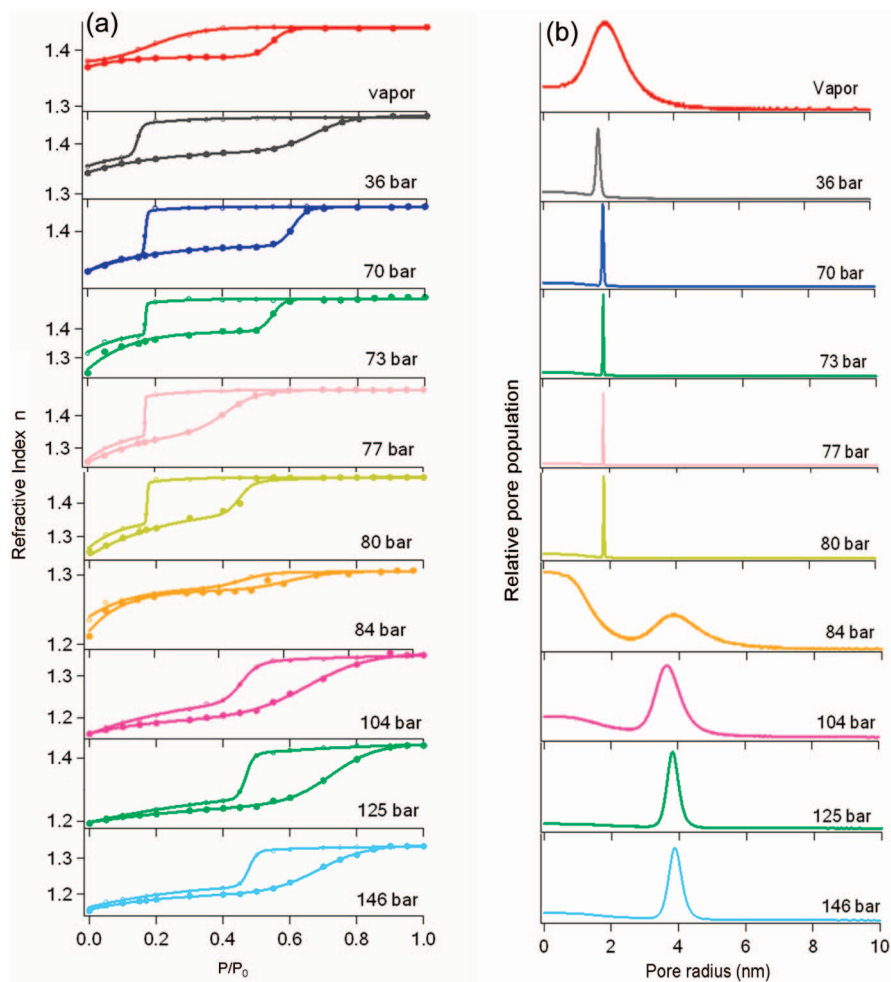 (a)
1.4
1.3
vapor
1.4
1.3
36 bar
1.4
70 bar
1.4
1.3
73 bar
1.4
1.3
77 bar
1.4
1.3
80 bar
1.3
1.2
84 bar
1.3
1.2
104 bar
1.4
1.2
125 bar
1.3
1.2
146 bar
0.0 0.2 0.4 0.6 0.8 1.0
P/P0
Refractive Index n
(b)
Vapor
36 bar
70 bar
73 bar
77 bar
80 bar
84 bar
104 bar
125 bar
146 bar
0 2 4 6 8 10
Pore radius (nm)
Relative pore population